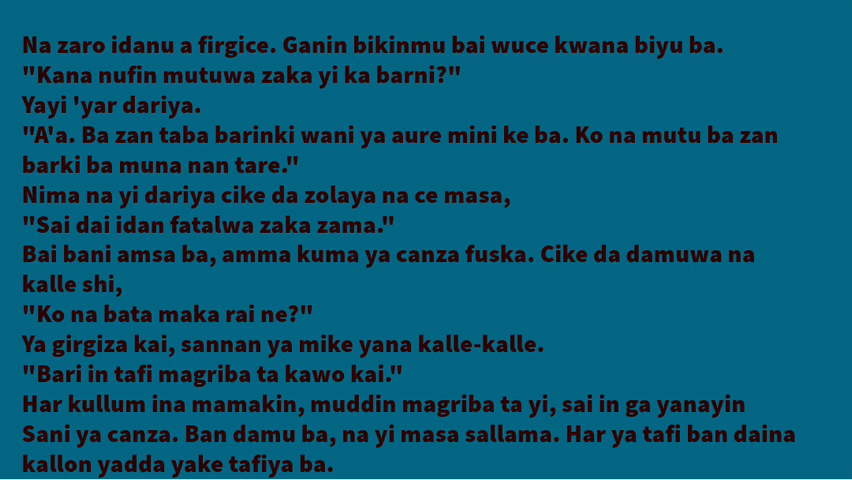 Na zaro idanu a firgice. Ganin bikinmu bai wuce kwana biyu ba.
"Kana nufin mutuwa zaka yi ka barni?"
Yayi 'yar dariya.
"A'a. Ba zan taba barinki wani ya aure mini ke ba. Ko na mutu ba zan
barki ba muna nan tare."
Nima na yi dariya cike da zolaya na ce masa,
"Sai dai idan fatalwa zaka zama."
Bai bani amsa ba, amma kuma ya canza fuska. Cike da damuwa na
kalle shi,
"Ko na bata maka rai ne?"
Ya girgiza kai, sannan ya mike yana kalle-kalle.
"Bari in tafi magriba ta kawo kai."
Har kullum ina mamakin, muddin magriba ta yi, sai in ga yanayin
Sani ya canza. Ban damu ba, na yi masa sallama. Har ya tafi ban daina
kallon yadda yake tafiya ba.